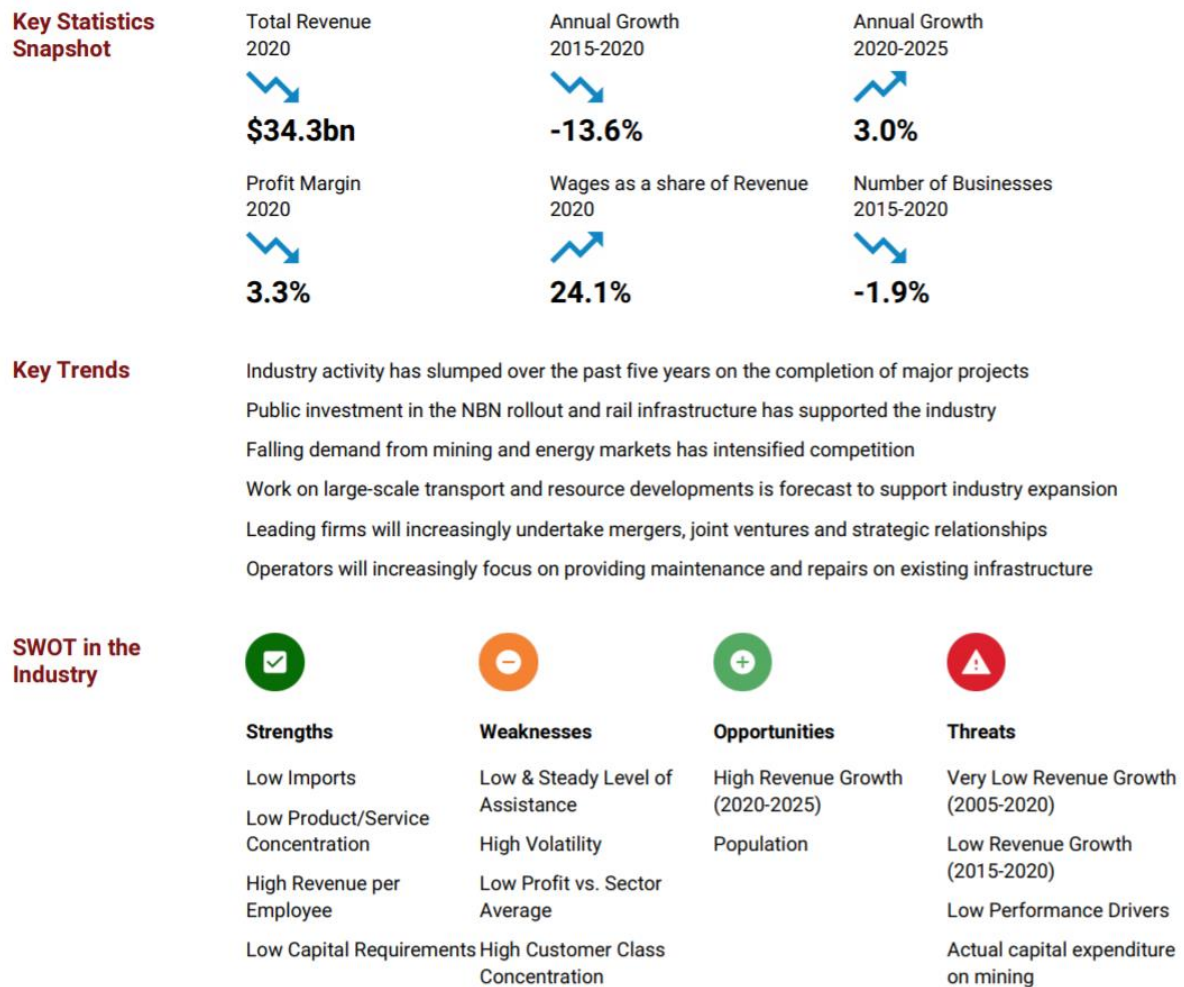 Key Statistics
Snapshot
Total Revenue
2020
$34.3bn
Annual Growth
2015-2020
-13.6%
Annual Growth
2020-2025
3.0%
Profit Margin
2020
3.3%
Wages as a share of Revenue
2020
24.1%
Number of Businesses
2015-2020
-1.9%
Key Trends
Industry activity has slumped over the past five years on the completion of major projects
Public investment in the NBN rollout and rail infrastructure has supported the industry
Falling demand from mining and energy markets has intensified competition
Work on large-scale transport and resource developments is forecast to support industry expansion
Leading firms will increasingly undertake mergers, joint ventures and strategic relationships
Operators will increasingly focus on providing maintenance and repairs on existing infrastructure
SWOT in the
Industry
Strengths
Low Imports
Low Product/Service
Concentration
High Revenue per
Employee
Low Capital Requirements
Weaknesses
Low & Steady Level of
Assistance
High Volatility
Low Profit vs. Sector
Average
High Customer Class
Concentration
Opportunities
High Revenue Growth
(2020-2025)
Population
Threats
Very Low Revenue Growth
(2005-2020)
Low Revenue Growth
(2015-2020)
Low Performance Drivers
Actual capital expenditure
on mining